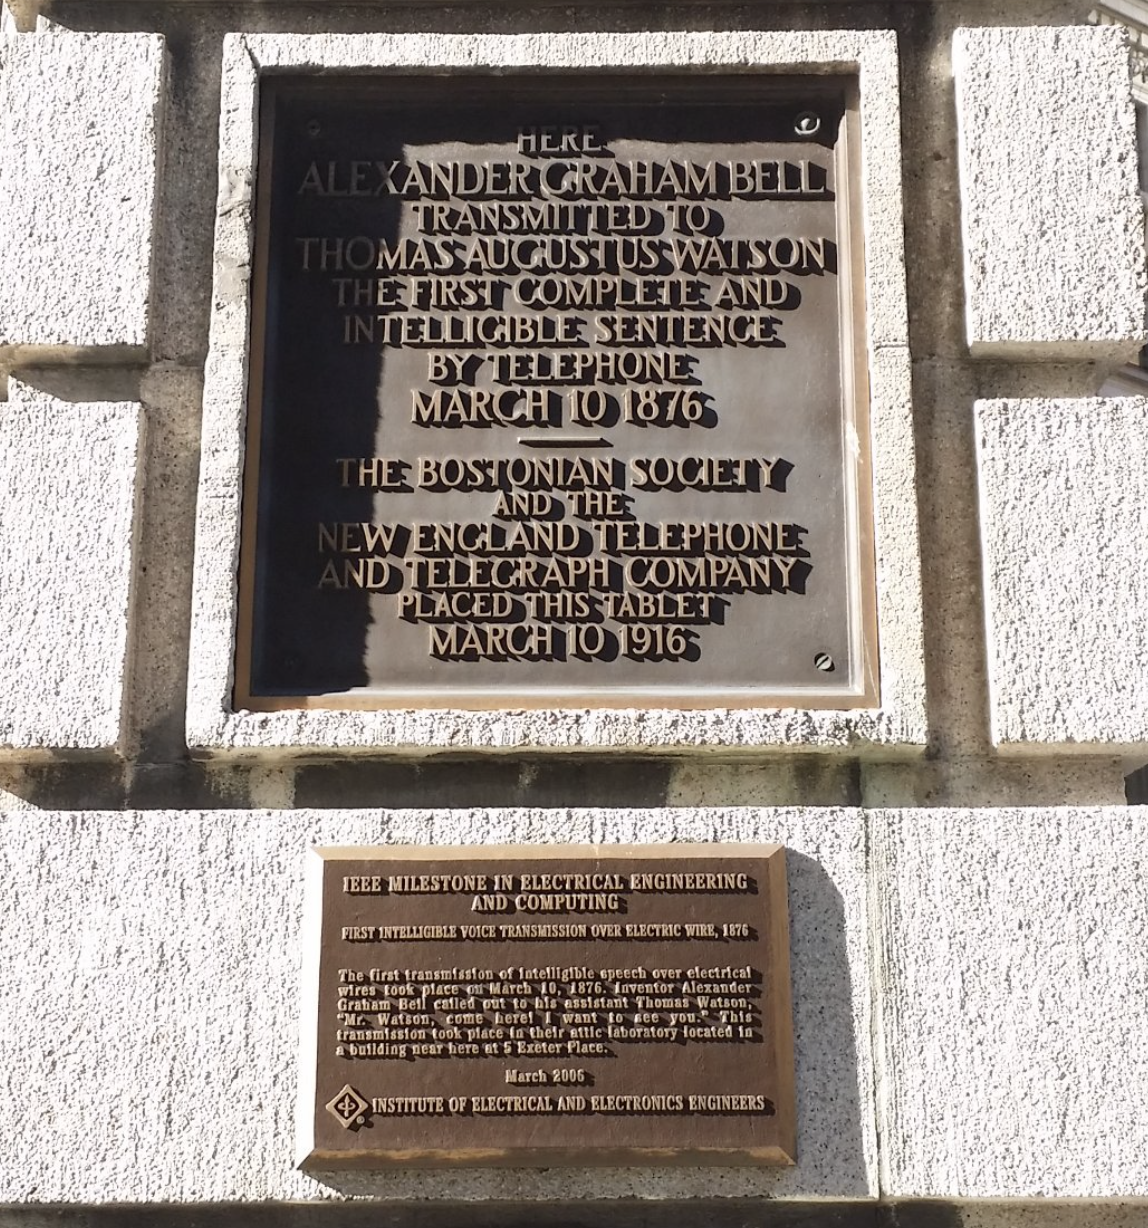 HERE
ALEXANDER GRAHAM BELL
TRANSMITTED TO
THOMAS AUGUSTUS WATSON
THE FIRST COMPLETE AND
INTELLIGIBLE SENTENCE
BY TELEPHONE
MARCH 10 1876
THE BOSTONIAN SOCIETY
AND THE
NEW ENGLAND TELEPHONE
AND TELEGRAPH COMPANY
PLACED THIS TABLET
MARCH 10 1916
IEEE MILESTONE IN ELECTRICAL ENGINEERING
AND COMPUTING
FIRST INTELLIGIBLE VOICE TRANSMISSION OVER ELECTRIC WIRE, 1876
The first transmission of intelligible speech over electrical
wires took place on March 10, 1876. Inventor Alexander
Graham Bell called out to his assistant Thomas Watson,
"Mr. Watson, come here! I want to see you." This
transmission took place in their attic laboratory located in
a building near here at 5 Exeter Place.
March 2006
INSTITUTE OF ELECTRICAL AND ELECTRONICS ENGINEERS